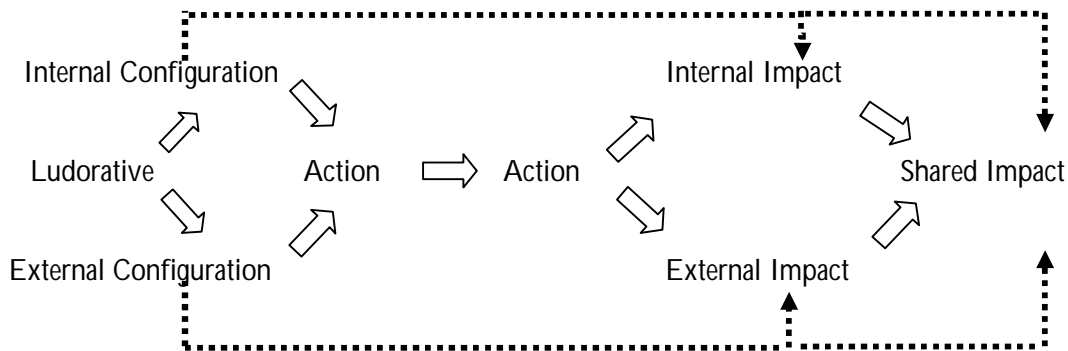 Internal Configuration Internal Impact
Ludorative Action Action Shared Impact
External Configuration External Impact